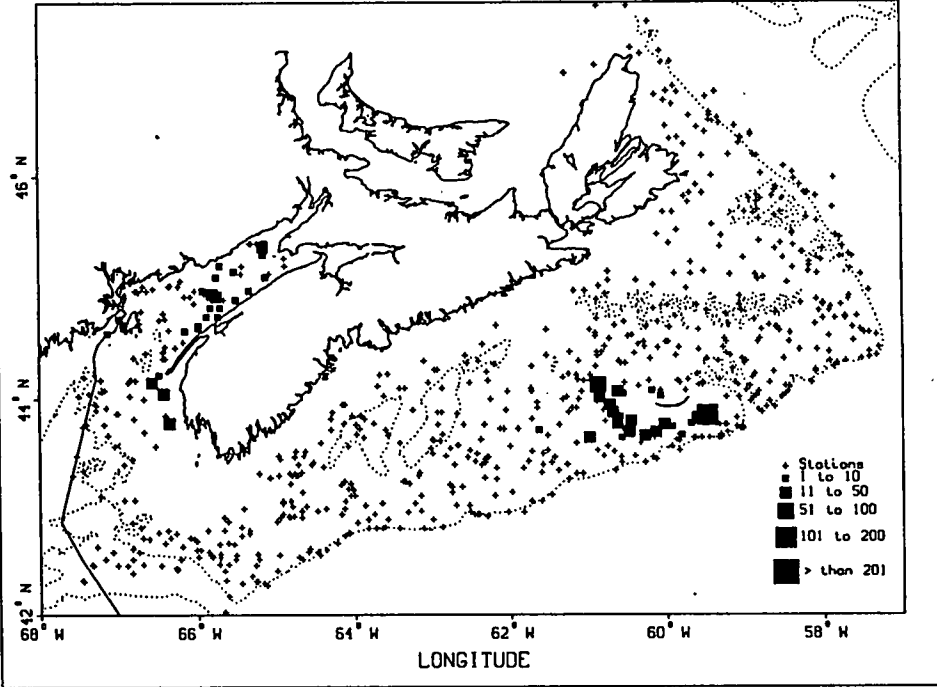 46° N
44° N
42° N
68° W
66° W
64° W
62° W
60° W
58° W
LONGITUDE
Stations
1 to 10
11 to 50
51 to 100
101 to 200
> than 201